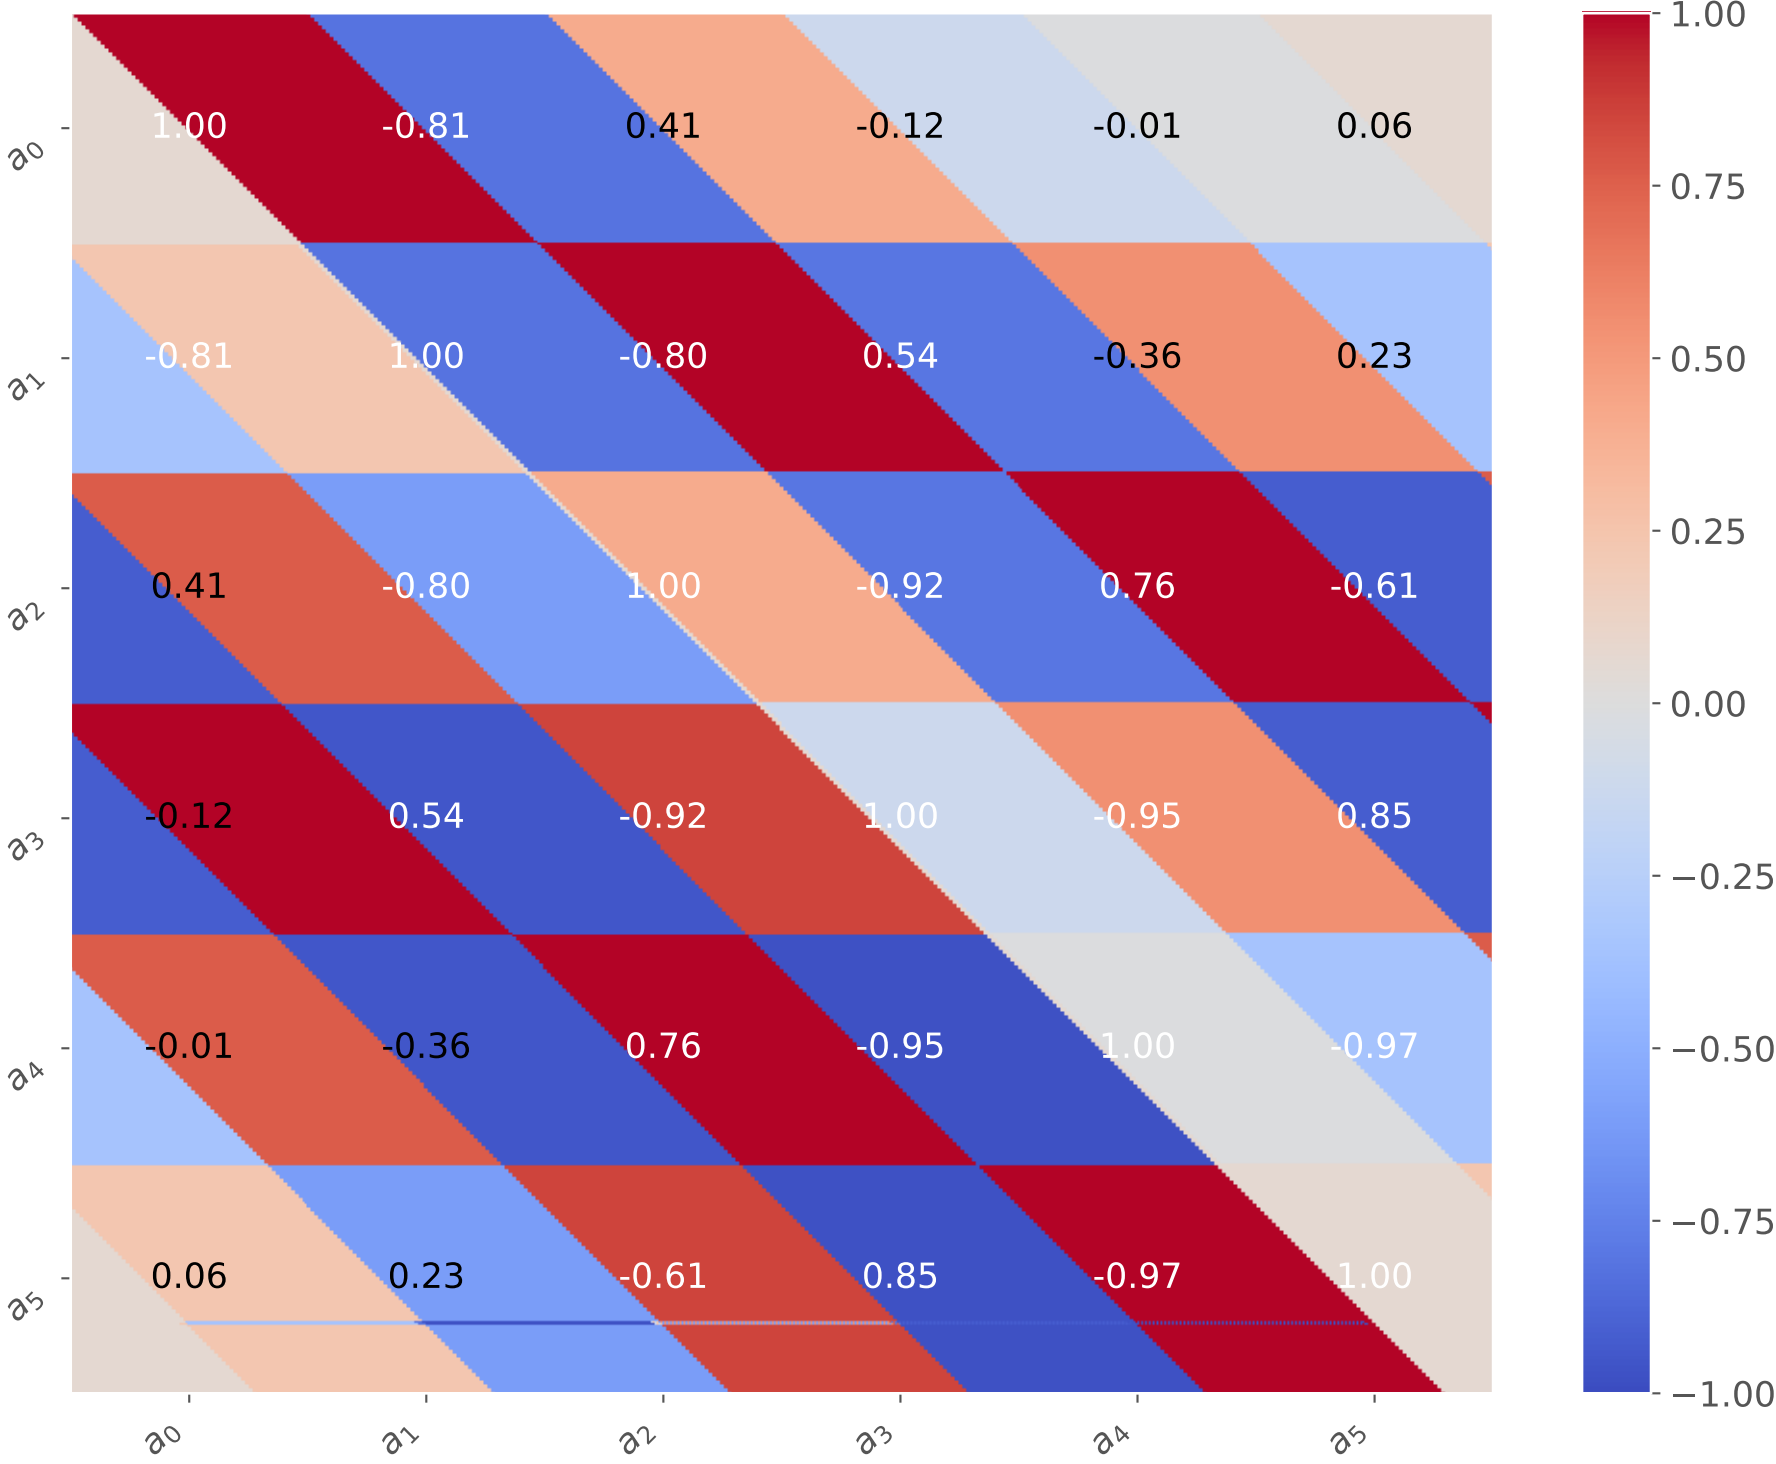 1.00
a0 1.00 -0.81 0.41 -0.12 -0.01 0.06
0.75
a1 -0.81 1.00 -0.80 0.54 -0.36 0.23
0.50
0.25
a2 0.41 -0.80 1.00 -0.92 0.76 -0.61
0.00
a3 -0.12 0.54 -0.92 1.00 -0.95 0.85
−0.25
a4 -0.01 -0.36 0.76 -0.95 1.00 -0.97
−0.50
−0.75
a5 0.06 0.23 -0.61 0.85 -0.97 1.00
−1.00
a0 a1 a2 a3 a4 a5